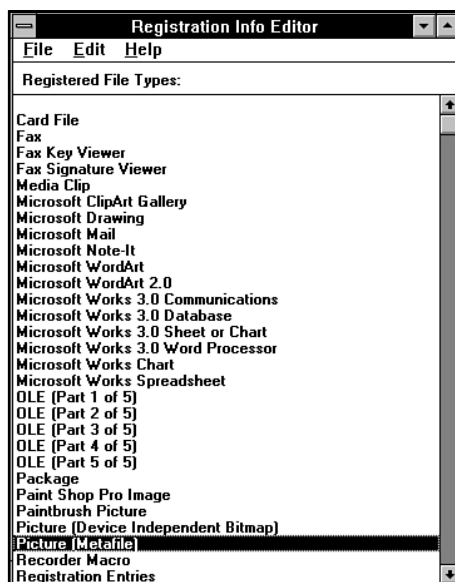 Registration Info Editor
File Edit Help
Registered File Types:
Card File
Fax
Fax Key Viewer
Fax Signature Viewer
Media Clip
Microsoft ClipArt Gallery
Microsoft Drawing
Microsoft Mail
Microsoft Note-It
Microsoft WordArt
Microsoft WordArt 2.0
Microsoft Works 3.0 Communications
Microsoft Works 3.0 Database
Microsoft Works 3.0 Sheet or Chart
Microsoft Works 3.0 Word Processor
Microsoft Works Chart
Microsoft Works Spreadsheet
OLE (Part 1 of 5)
OLE (Part 2 of 5)
OLE (Part 3 of 5)
OLE (Part 4 of 5)
OLE (Part 5 of 5)
Package
Paint Shop Pro Image
Paintbrush Picture
Picture (Device Independent Bitmap)
Picture (Metafile)
Recorder Macro
Registration Entries